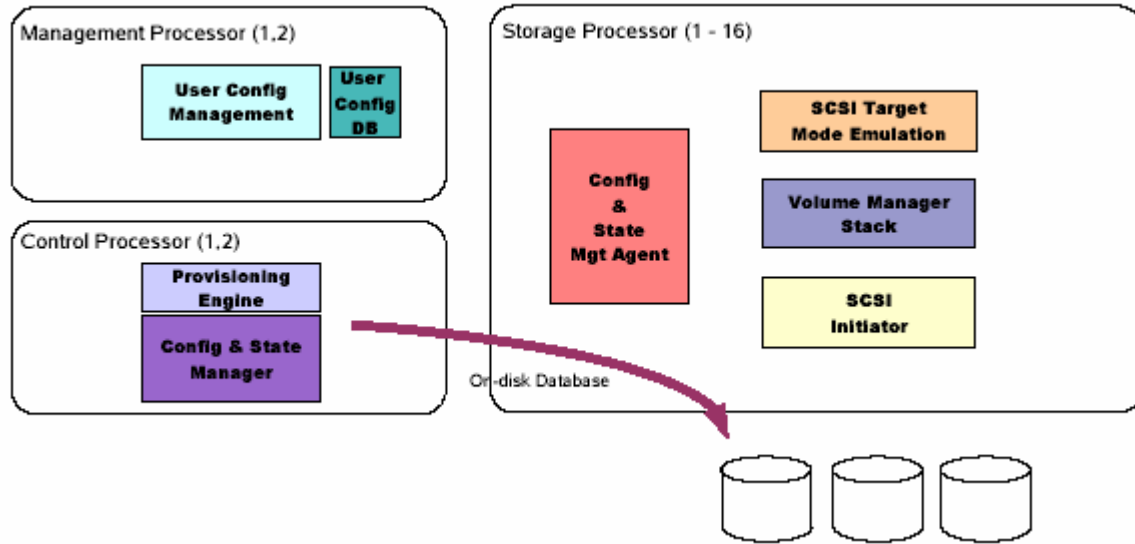 Management Processor (1,2)
User Config
Management
User
Config
DB
Control Processor (1,2)
Provisioning
Engine
Config & State
Manager
Storage Processor (1 - 16)
Config
&
State
Mgt Agent
SCSI Target
Mode Emulation
Volume Manager
Stack
SCSI
Initiator
On-disk Database